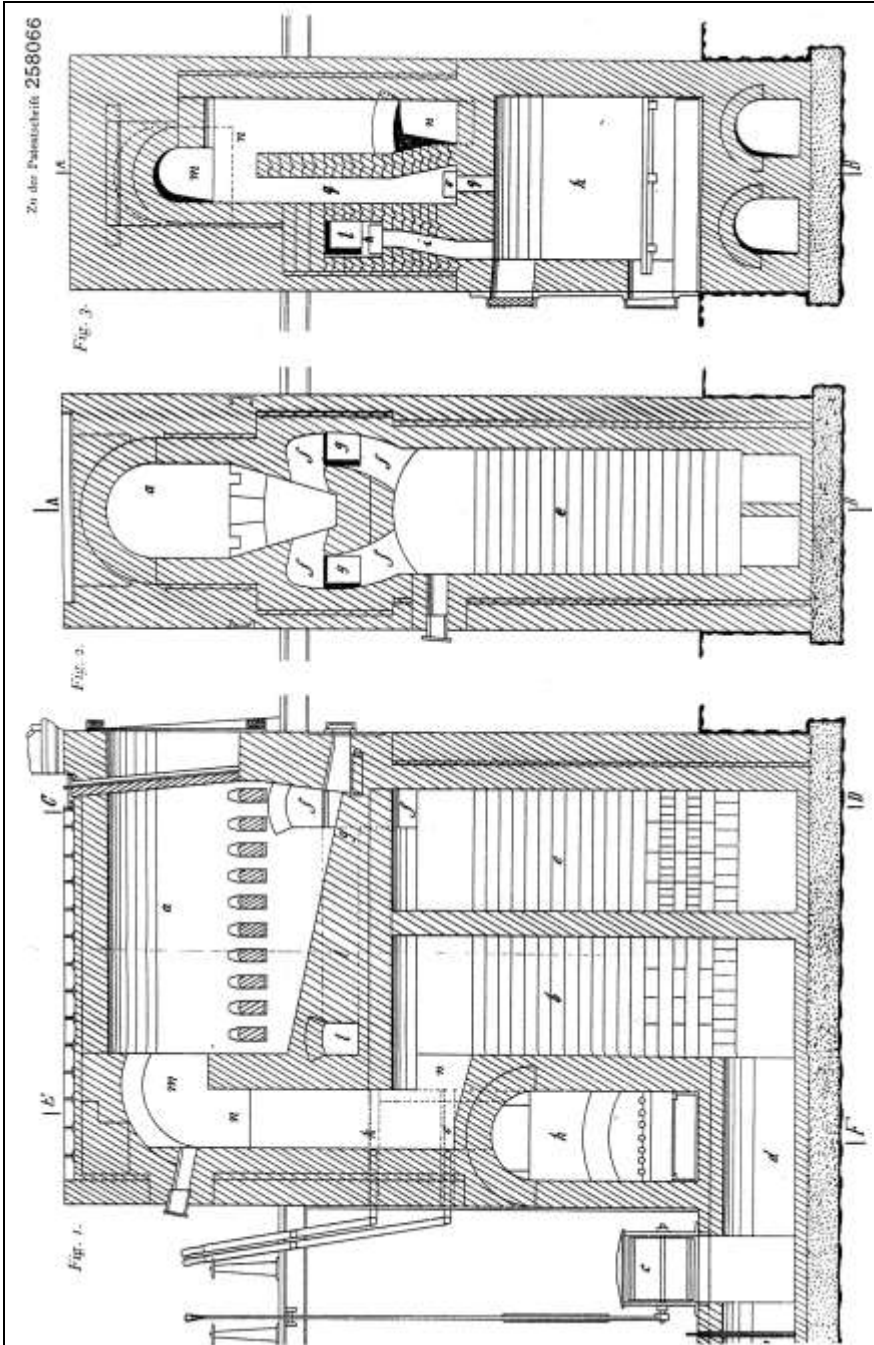 Zu der Patentschrift 258066
Fig. 1.
E
C
a
m
n
f
g
l
l
k
n
f
h
b
e
c
d
F
D
Fig. 2.
A
a
f
f
g
g
f
f
e
B
Fig. 3.
A
m
n
l
k
n
i
h
B